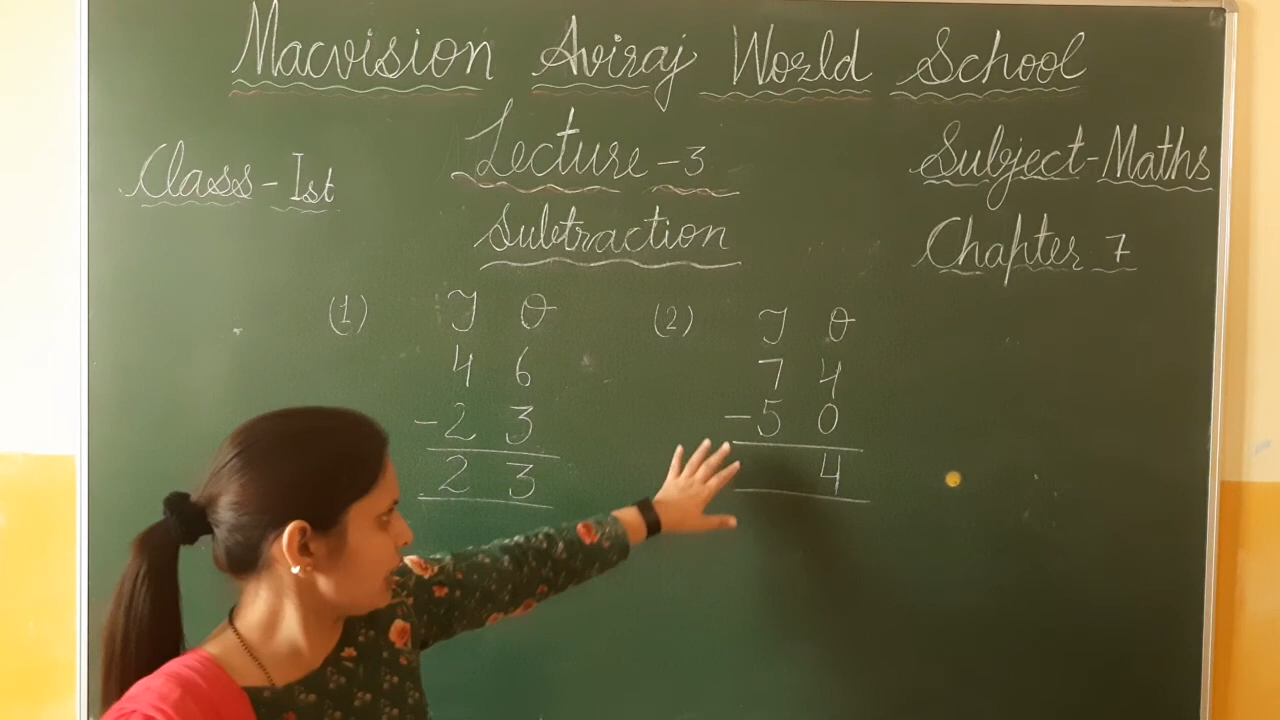 Macvision Aviraj World School
Class - Ist Lecture - 3 Subject - Maths
Subtraction Chapter 7
(1) T O (2) T O
4 6 7 4
- 2 3 - 5 0
2 3 4